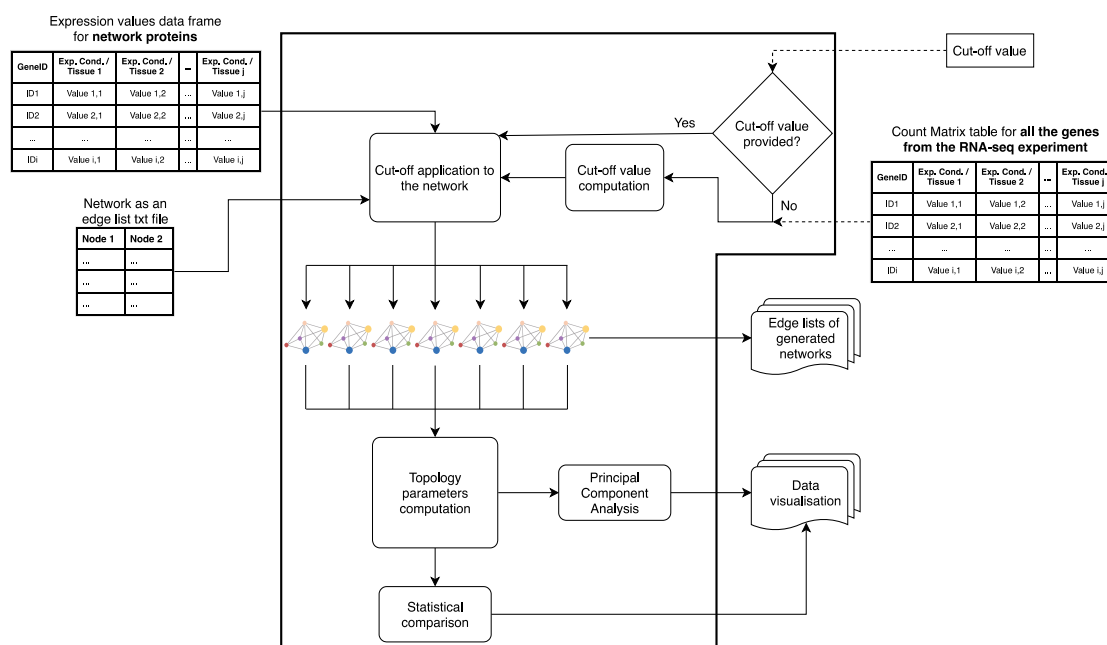 Expression values data frame
for network proteins
GeneID Exp. Cond. / Tissue 1 Exp. Cond. / Tissue 2 ... Exp. Cond. / Tissue j
ID1 Value 1,1 Value 1,2 ... Value 1,j
ID2 Value 2,1 Value 2,2 ... Value 2,j
... ... ... ... ...
IDi Value i,1 Value i,2 ... Value i,j
Network as an
edge list txt file
Node 1 Node 2
... ...
... ...
... ...
Cut-off value
Cut-off value
provided?
Yes
No
Cut-off application to
the network
Cut-off value
computation
Count Matrix table for all the genes
from the RNA-seq experiment
GeneID Exp. Cond. / Tissue 1 Exp. Cond. / Tissue 2 ... Exp. Cond. / Tissue j
ID1 Value 1,1 Value 1,2 ... Value 1,j
ID2 Value 2,1 Value 2,2 ... Value 2,j
... ... ... ... ...
IDi Value i,1 Value i,2 ... Value i,j
Edge lists of
generated
networks
Topology
parameters
computation
Principal
Component
Analysis
Data
visualisation
Statistical
comparison